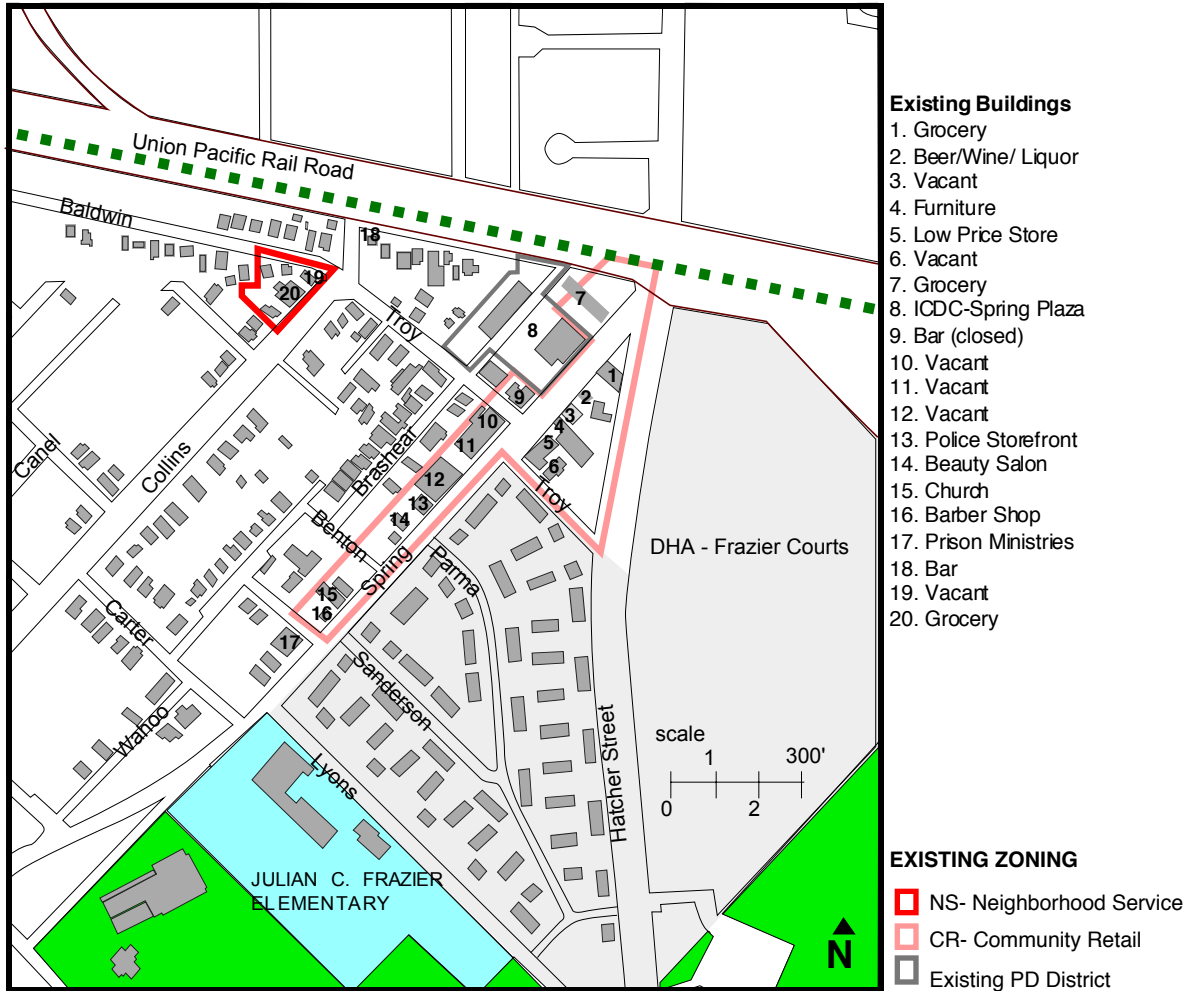 Union Pacific Rail Road
Baldwin
18
19
20
7
8
Troy
1
2
9
3
10
4
11
5
6
12
Troy
13
14
Canel
Collins
Brashear
Benton
Spring
Parma
DHA - Frazier Courts
15
16
17
Carter
Sanderson
Wahoo
Lyons
Hatcher Street
scale
1 300'
0 2
JULIAN C. FRAZIER
ELEMENTARY
N
Existing Buildings
1. Grocery
2. Beer/Wine/ Liquor
3. Vacant
4. Furniture
5. Low Price Store
6. Vacant
7. Grocery
8. ICDC-Spring Plaza
9. Bar (closed)
10. Vacant
11. Vacant
12. Vacant
13. Police Storefront
14. Beauty Salon
15. Church
16. Barber Shop
17. Prison Ministries
18. Bar
19. Vacant
20. Grocery
EXISTING ZONING
NS- Neighborhood Service
CR- Community Retail
Existing PD District